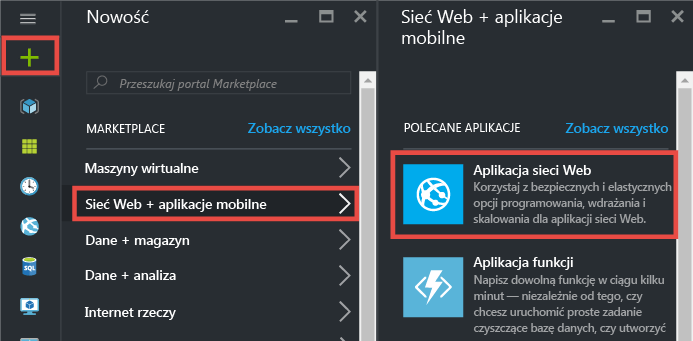 Nowość
Przeszukaj portal Marketplace
MARKETPLACE
Zobacz wszystko
Maszyny wirtualne
Sieć Web + aplikacje mobilne
Dane + magazyn
Dane + analiza
Internet rzeczy
SQL
Sieć Web + aplikacje
mobilne
POLECANE APLIKACJE
Zobacz wszystko
Aplikacja sieci Web
Korzystaj z bezpiecznych i elastycznych
opcji programowania, wdrażania i
skalowania dla aplikacji sieci Web.
Aplikacja funkcji
Napisz dowolną funkcję w ciągu kilku
minut — niezależnie od tego, czy
chcesz uruchomić proste zadanie
czyszczące bazę danych, czy utworzyć